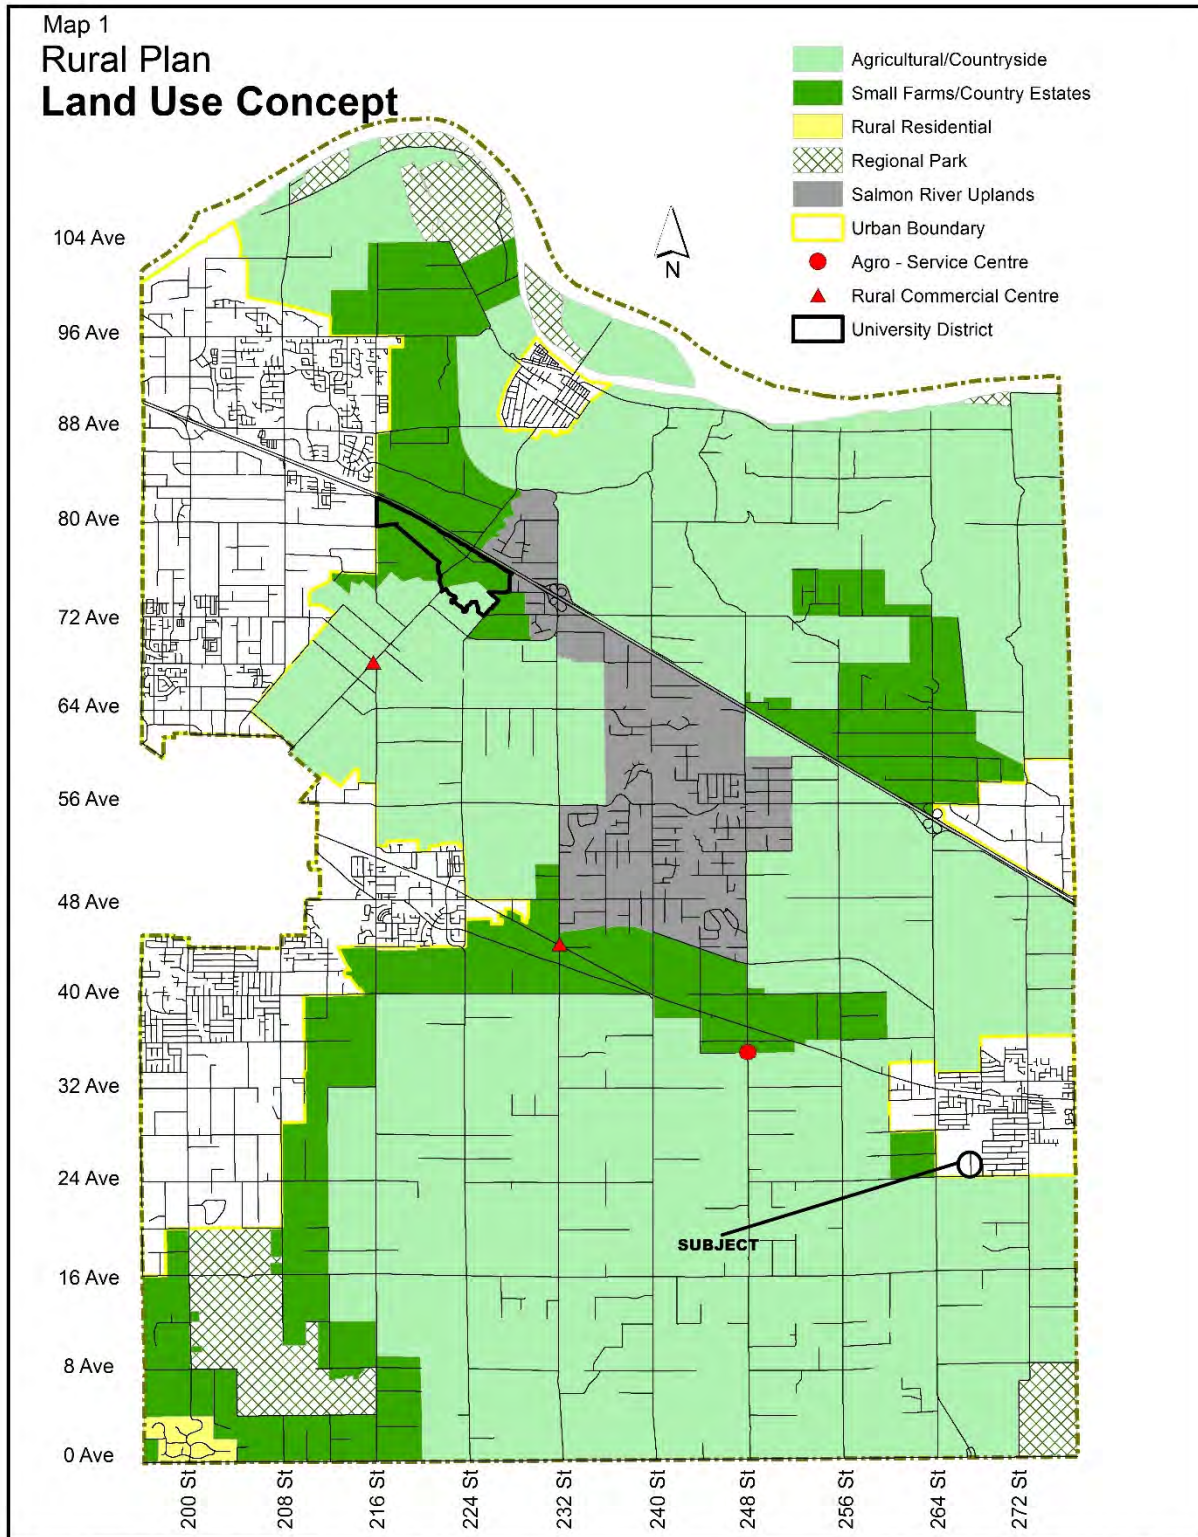 Map 1
Rural Plan
Land Use Concept
Agricultural/Countryside
Small Farms/Country Estates
Rural Residential
Regional Park
Salmon River Uplands
Urban Boundary
Agro - Service Centre
Rural Commercial Centre
University District
N
104 Ave
96 Ave
88 Ave
80 Ave
72 Ave
64 Ave
56 Ave
48 Ave
40 Ave
32 Ave
24 Ave
SUBJECT
16 Ave
8 Ave
0 Ave
200 St
208 St
216 St
224 St
232 St
240 St
248 St
256 St
264 St
272 St